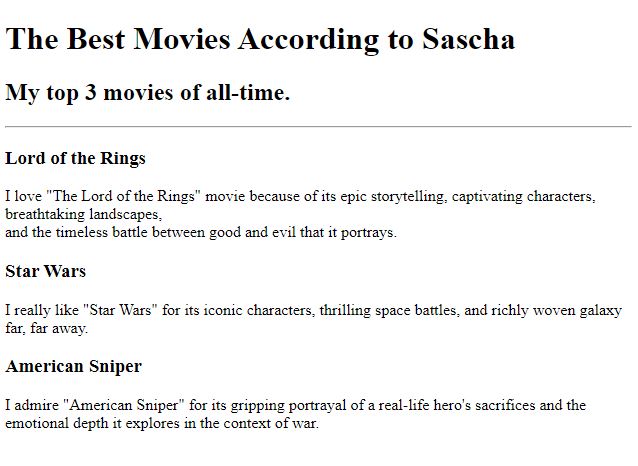 The Best Movies According to Sascha
My top 3 movies of all-time.
Lord of the Rings
I love "The Lord of the Rings" movie because of its epic storytelling, captivating characters,
breathtaking landscapes,
and the timeless battle between good and evil that it portrays.
Star Wars
I really like "Star Wars" for its iconic characters, thrilling space battles, and richly woven galaxy
far, far away.
American Sniper
I admire "American Sniper" for its gripping portrayal of a real-life hero's sacrifices and the
emotional depth it explores in the context of war.